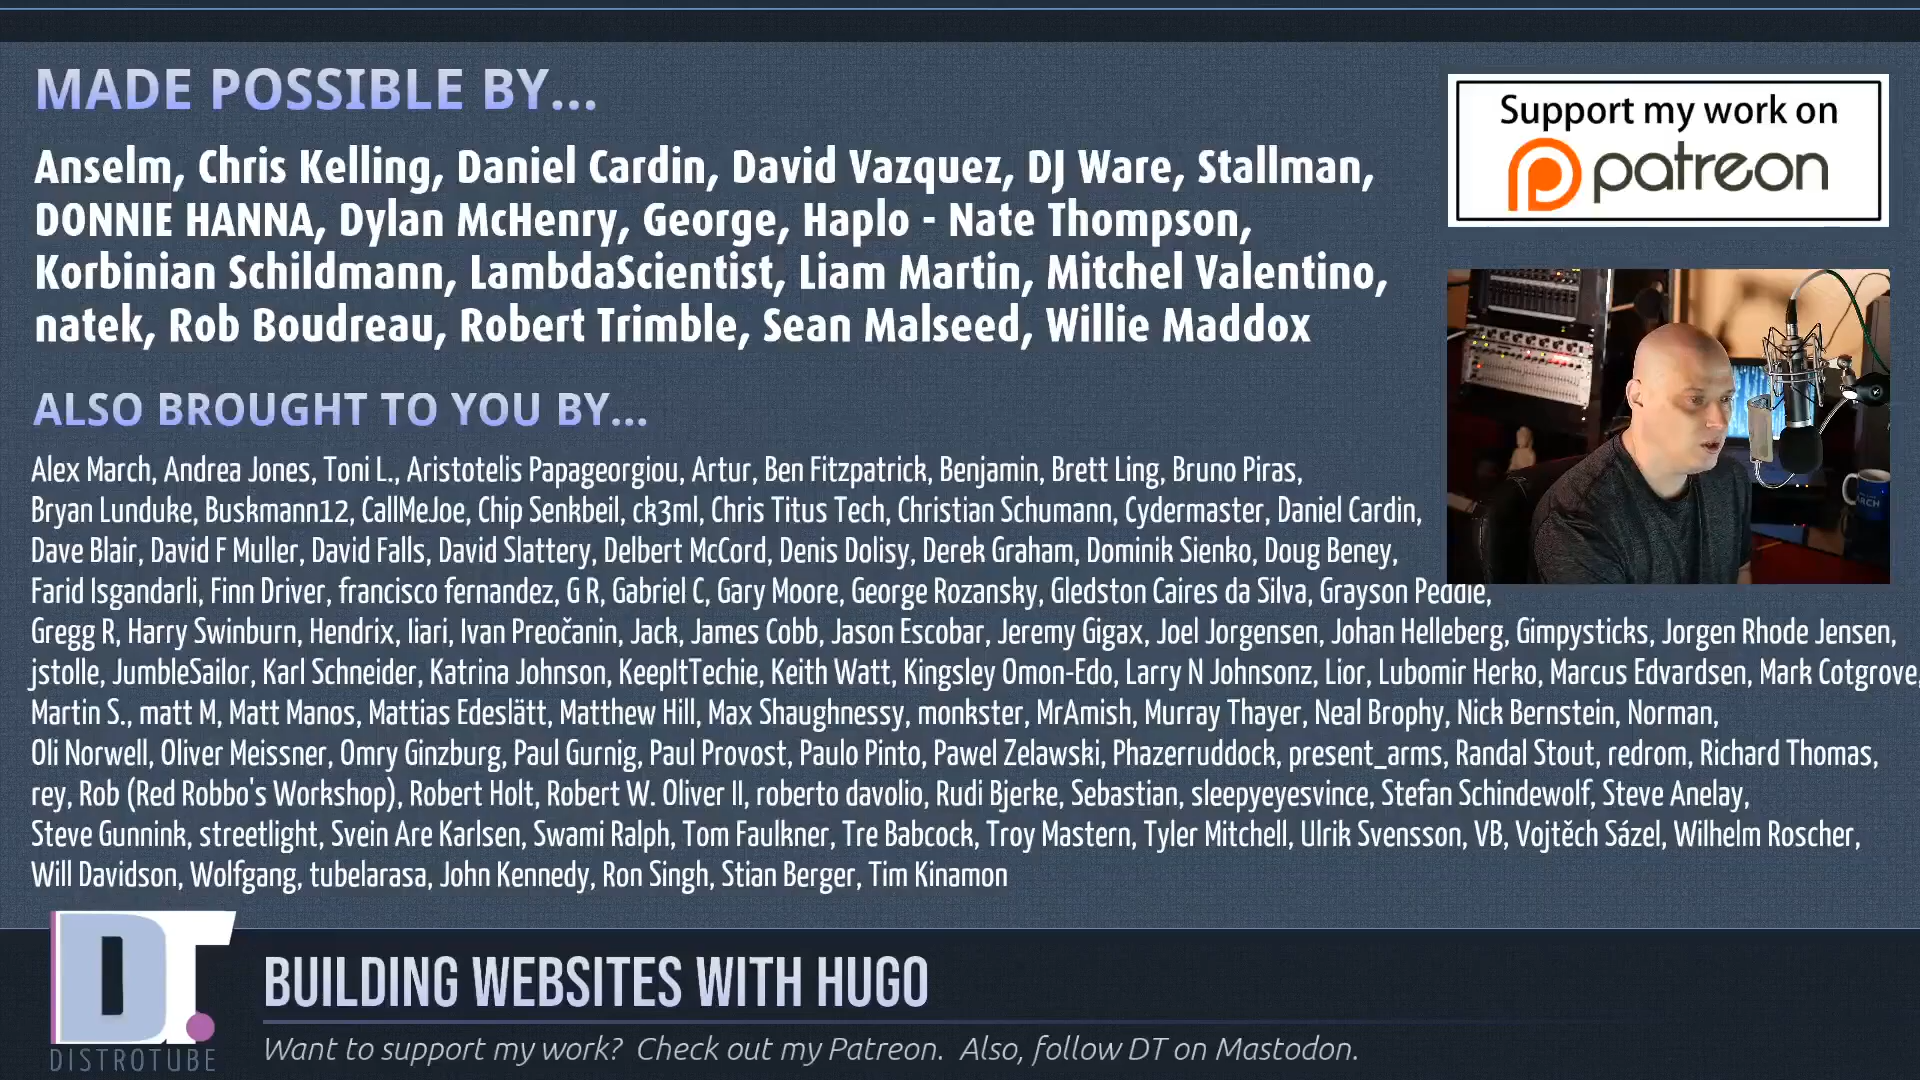 MADE POSSIBLE BY...
Anselm, Chris Kelling, Daniel Cardin, David Vazquez, DJ Ware, Stallman,
DONNIE HANNA, Dylan McHenry, George, Haplo - Nate Thompson,
Korbinian Schildmann, LambdaScientist, Liam Martin, Mitchel Valentino,
natek, Rob Boudreau, Robert Trimble, Sean Malseed, Willie Maddox
Support my work on
patreon
ALSO BROUGHT TO YOU BY...
Alex March, Andrea Jones, Toni L., Aristotelis Papageorgiou, Artur, Ben Fitzpatrick, Benjamin, Brett Ling, Bruno Piras,
Bryan Lunduke, Buskmann12, CallMeJoe, Chip Senkbeil, ck3ml, Chris Titus Tech, Christian Schumann, Cydermaster, Daniel Cardin,
Dave Blair, David F Muller, David Falls, David Slattery, Delbert McCord, Denis Dolisy, Derek Graham, Dominik Sienko, Doug Beney,
Farid Isgandarli, Finn Driver, francisco fernandez, G R, Gabriel C, Gary Moore, George Rozansky, Gledston Caires da Silva, Grayson Peddie,
Gregg R, Harry Swinburn, Hendrix, Iiari, Ivan Preočanin, Jack, James Cobb, Jason Escobar, Jeremy Gigax, Joel Jorgensen, Johan Helleberg, Gimpysticks, Jorgen Rhode Jensen,
jstolle, JumbleSailor, Karl Schneider, Katrina Johnson, KeepItTechie, Keith Watt, Kingsley Omon-Edo, Larry N Johnsonz, Lior, Lubomir Herko, Marcus Edvardsen, Mark Cotgrove,
Martin S., matt M, Matt Manos, Mattias Edeslätt, Matthew Hill, Max Shaughnessy, monkster, MrAmish, Murray Thayer, Neal Brophy, Nick Bernstein, Norman,
Oli Norwell, Oliver Meissner, Omry Ginzburg, Paul Gurnig, Paul Provost, Paulo Pinto, Pawel Zelawski, Phazerruddock, present_arms, Randal Stout, redrom, Richard Thomas,
rey, Rob (Red Robbo's Workshop), Robert Holt, Robert W. Oliver II, roberto davolio, Rudi Bjerke, Sebastian, sleepyeyesvince, Stefan Schindewolf, Steve Anelay,
Steve Gunnink, streetlight, Svein Are Karlsen, Swami Ralph, Tom Faulkner, Tre Babcock, Troy Mastern, Tyler Mitchell, Ulrik Svensson, VB, Vojtěch Sázel, Wilhelm Roscher,
Will Davidson, Wolfgang, tubelarasa, John Kennedy, Ron Singh, Stian Berger, Tim Kinamon
DT
DISTROTUBE
BUILDING WEBSITES WITH HUGO
Want to support my work? Check out my Patreon. Also, follow DT on Mastodon.